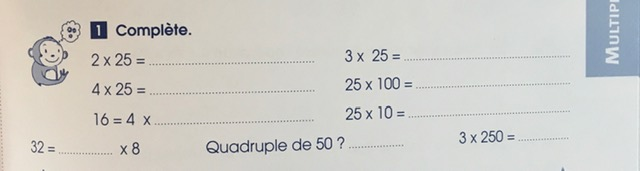 1 Complète.
2 x 25 = ........................ 3 x 25 = ........................
4 x 25 = ........................ 25 x 100 = ........................
16 = 4 x ........................ 25 x 10 = ........................
32 = ............ x 8 Quadruple de 50 ? ............ 3 x 250 = ............